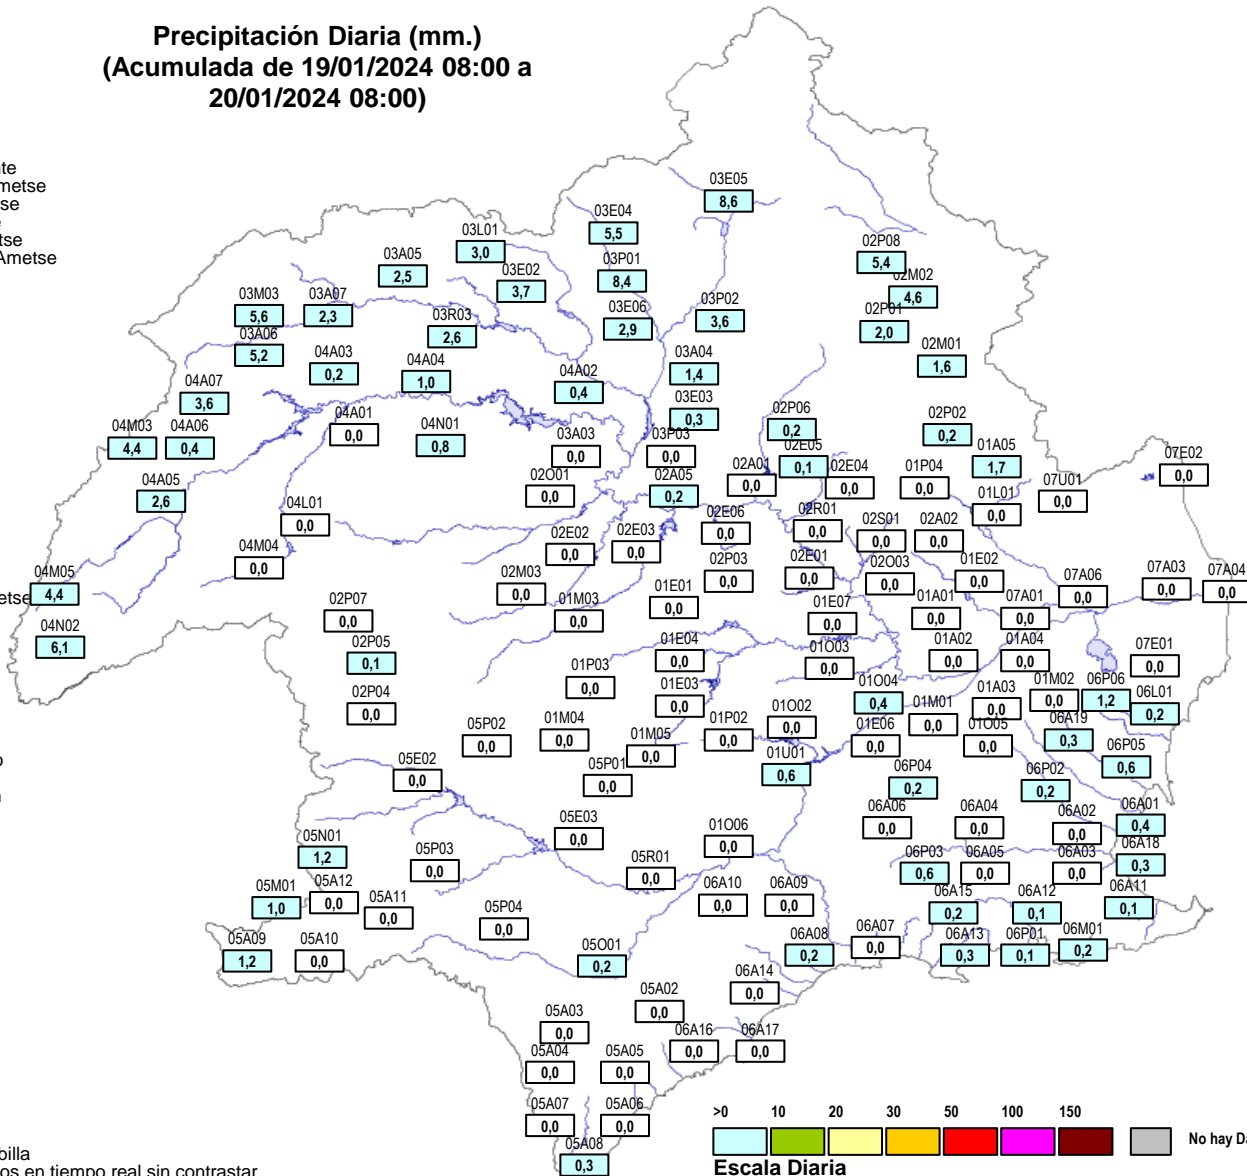 Precipitación Diaria (mm.)
(Acumulada de 19/01/2024 08:00 a
20/01/2024 08:00)
nte
metse
tse
e
tse
Ametse
03E05
8,6
03E04
5,5
03L01
3,0
03A05
2,5
03E02
3,7
03P01
8,4
02P08
5,4
02M02
4,6
03M03
5,6
03A07
2,3
03R03
2,6
03E06
2,9
03P02
3,6
02P01
2,0
03A06
5,2
04A03
0,2
04A04
1,0
04A02
0,4
03A04
1,4
02M01
1,6
04A07
3,6
04A01
0,0
03E03
0,3
04M03
4,4
04A06
0,4
04N01
0,8
03A03
0,0
03P03
0,0
02P06
0,2
02P02
0,2
02E05
0,1
01A05
1,7
07E02
0,0
04A05
2,6
02O01
0,0
02A05
0,2
02A01
0,0
02E04
0,0
01P04
0,0
07U01
0,0
04L01
0,0
01L01
0,0
02E06
0,0
02R01
0,0
02S01
0,0
02A02
0,0
04M04
0,0
02E02
0,0
02E03
0,0
04M05
4,4
etse
02M03
0,0
02P03
0,0
02E01
0,0
02O03
0,0
01E02
0,0
07A06
0,0
07A03
0,0
07A04
0,0
04N02
6,1
02P07
0,0
01M03
0,0
01E01
0,0
01E07
0,0
01A01
0,0
07A01
0,0
02P05
0,1
01E04
0,0
01O03
0,0
01A02
0,0
01A04
0,0
07E01
0,0
02P04
0,0
01P03
0,0
01E03
0,0
01O04
0,4
01A03
0,0
01M02
0,0
06P06
1,2
06L01
0,2
05P02
0,0
01M04
0,0
01M05
0,0
01P02
0,0
01O02
0,0
01E06
0,0
01M01
0,0
01O05
0,0
06A19
0,3
o
05E02
0,0
05P01
0,0
01U01
0,6
06P04
0,2
06P02
0,2
06P05
0,6
05E03
0,0
01O06
0,0
06A06
0,0
06A04
0,0
06A02
0,0
06A01
0,4
05N01
1,2
05P03
0,0
05R01
0,0
06P03
0,6
06A05
0,0
06A03
0,0
06A18
0,3
05M01
1,0
05A12
0,0
05A11
0,0
06A10
0,0
06A09
0,0
06A15
0,2
06A12
0,1
06A11
0,1
05P04
0,0
05A09
1,2
05A10
0,0
05O01
0,2
06A08
0,2
06A07
0,0
06A13
0,3
06P01
0,1
06M01
0,2
06A14
0,0
05A02
0,0
05A03
0,0
06A16
0,0
06A17
0,0
05A04
0,0
05A05
0,0
05A07
0,0
05A06
0,0
05A08
0,3
>0 10 20 30 50 100 150
No hay Da
Escala Diaria
billa
os en tiempo real sin contrastar